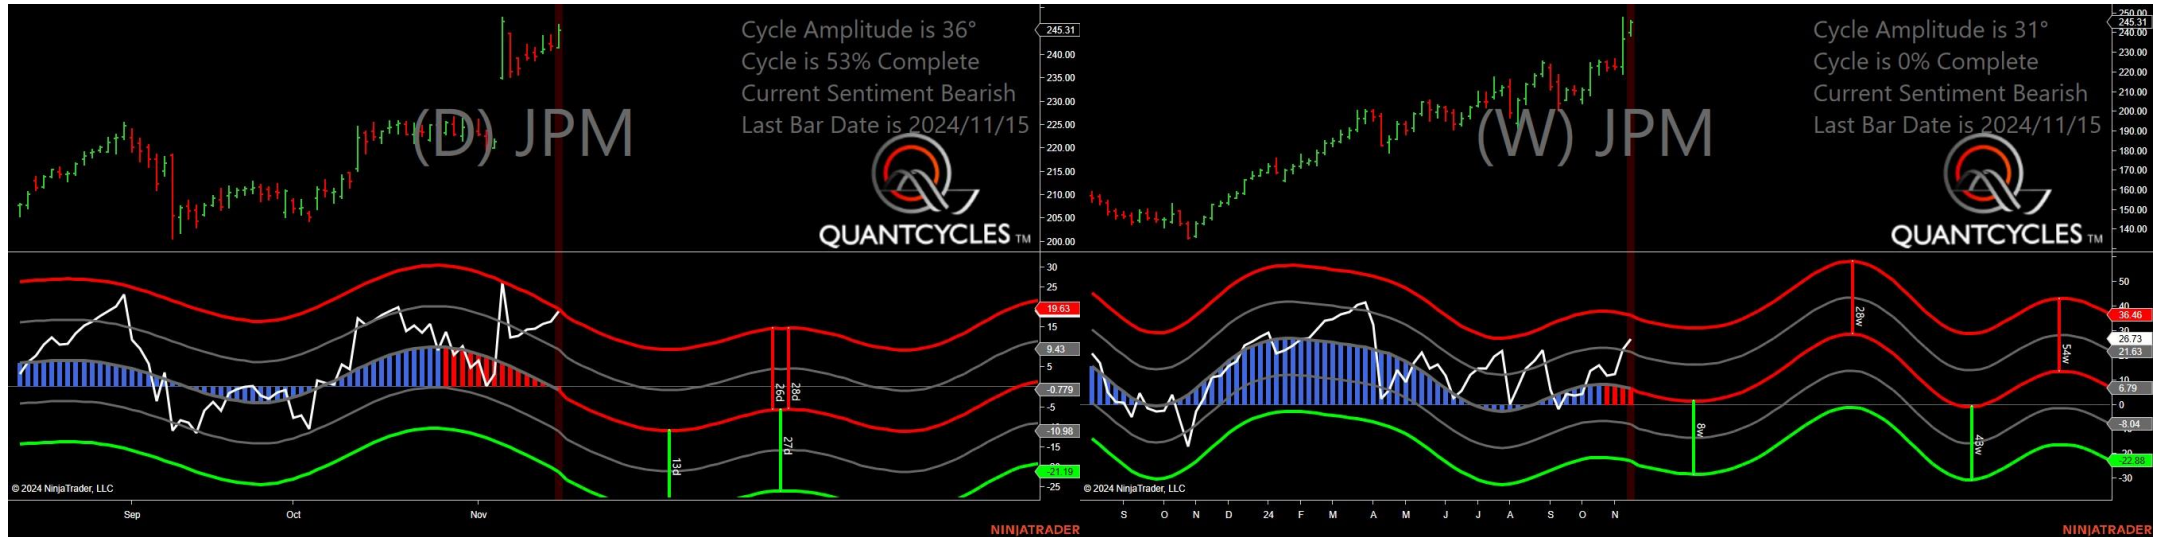 Cycle Amplitude is 36°
Cycle is 53% Complete
Current Sentiment Bearish
Last Bar Date is 2024/11/15
(D) JPM
QUANTCYCLES TM
245.31
240.00
235.00
230.00
225.00
220.00
215.00
210.00
205.00
200.00
30
25
19.63
15
9.43
5
-0.779
-5
-10.98
-15
-21.19
-25
13d
26d
28d
27d
© 2024 NinjaTrader, LLC
Sep Oct Nov
NINJATRADER
Cycle Amplitude is 31°
Cycle is 0% Complete
Current Sentiment Bearish
Last Bar Date is 2024/11/15
(W) JPM
QUANTCYCLES TM
250.00
245.31
240.00
230.00
220.00
210.00
200.00
190.00
180.00
170.00
160.00
150.00
140.00
50
40
36.46
30
26.73
21.63
10
6.79
0
-8.04
-22.88
-30
8w
28w
43w
54w
© 2024 NinjaTrader, LLC
S O N D 24 F M A M J J A S O N
NINJATRADER